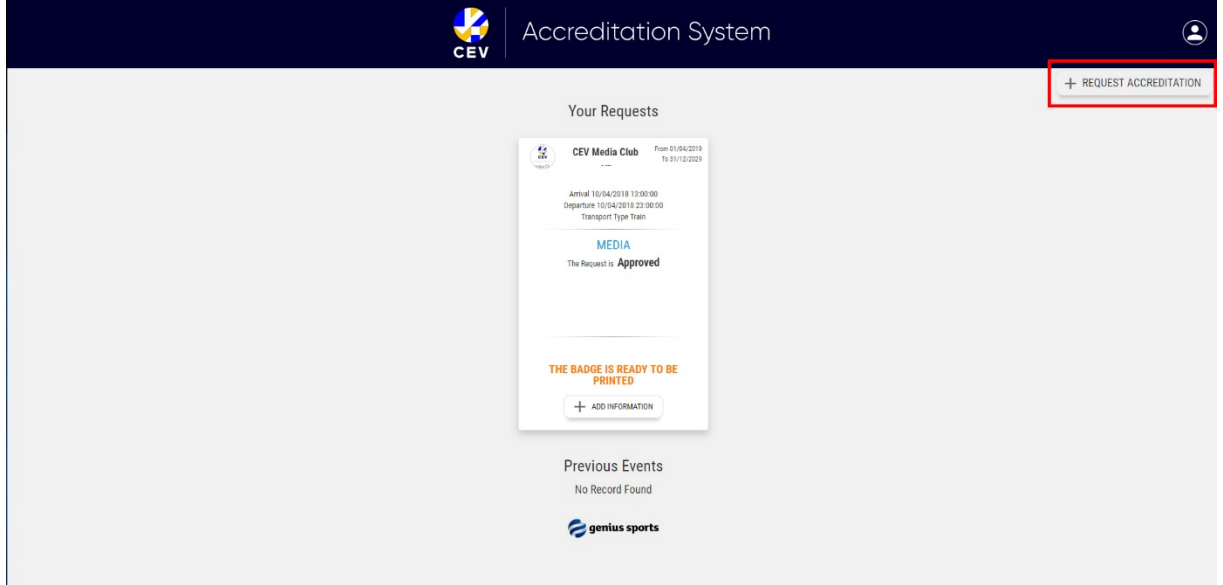 CEV
Accreditation System
+ REQUEST ACCREDITATION
Your Requests
CEV Media Club
From 01/04/2019
To 31/12/2029
Arrival 10/04/2018 13:00:00
Departure 10/04/2018 23:00:00
Transport Type Train
MEDIA
The Request is Approved
THE BADGE IS READY TO BE
PRINTED
+ ADD INFORMATION
Previous Events
No Record Found
genius sports